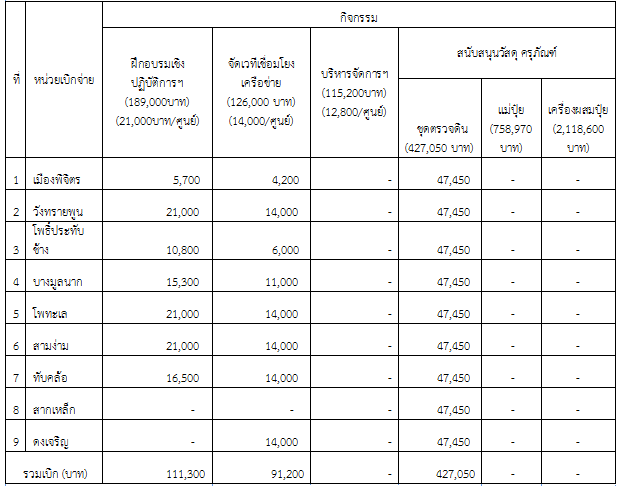 กิจกรรม
ที่ หน่วยเบิกจ่าย ฝึกอบรมเชิง จัดเวทีเชื่อมโยง บริหารจัดการฯ สนับสนุนวัสดุ ครุภัณฑ์
ปฏิบัติการฯ เครือข่าย (115,200บาท)
(189,000บาท) (126,000 บาท) (12,800/ศูนย์)
(21,000บาท/ศูนย์) (14,000/ศูนย์)
ชุดตรวจดิน แม่ปุ๋ย เครื่องผสมปุ๋ย
(427,050 บาท) (758,970 (2,118,600
บาท) บาท)
1 เมืองพิจิตร 5,700 4,200 - 47,450 - -
2 วังทรายพูน 21,000 14,000 - 47,450 - -
โพธิ์ประทับ
3 ช้าง 10,800 6,000 - 47,450 - -
4 บางมูลนาก 15,300 11,000 - 47,450 - -
5 โพทะเล 21,000 14,000 - 47,450 - -
6 สามง่าม 21,000 14,000 - 47,450 - -
7 ทับคล้อ 16,500 14,000 - 47,450 - -
8 สากเหล็ก - - - 47,450 - -
9 ดงเจริญ - 14,000 - 47,450 - -
รวมเบิก (บาท) 111,300 91,200 - 427,050 - -